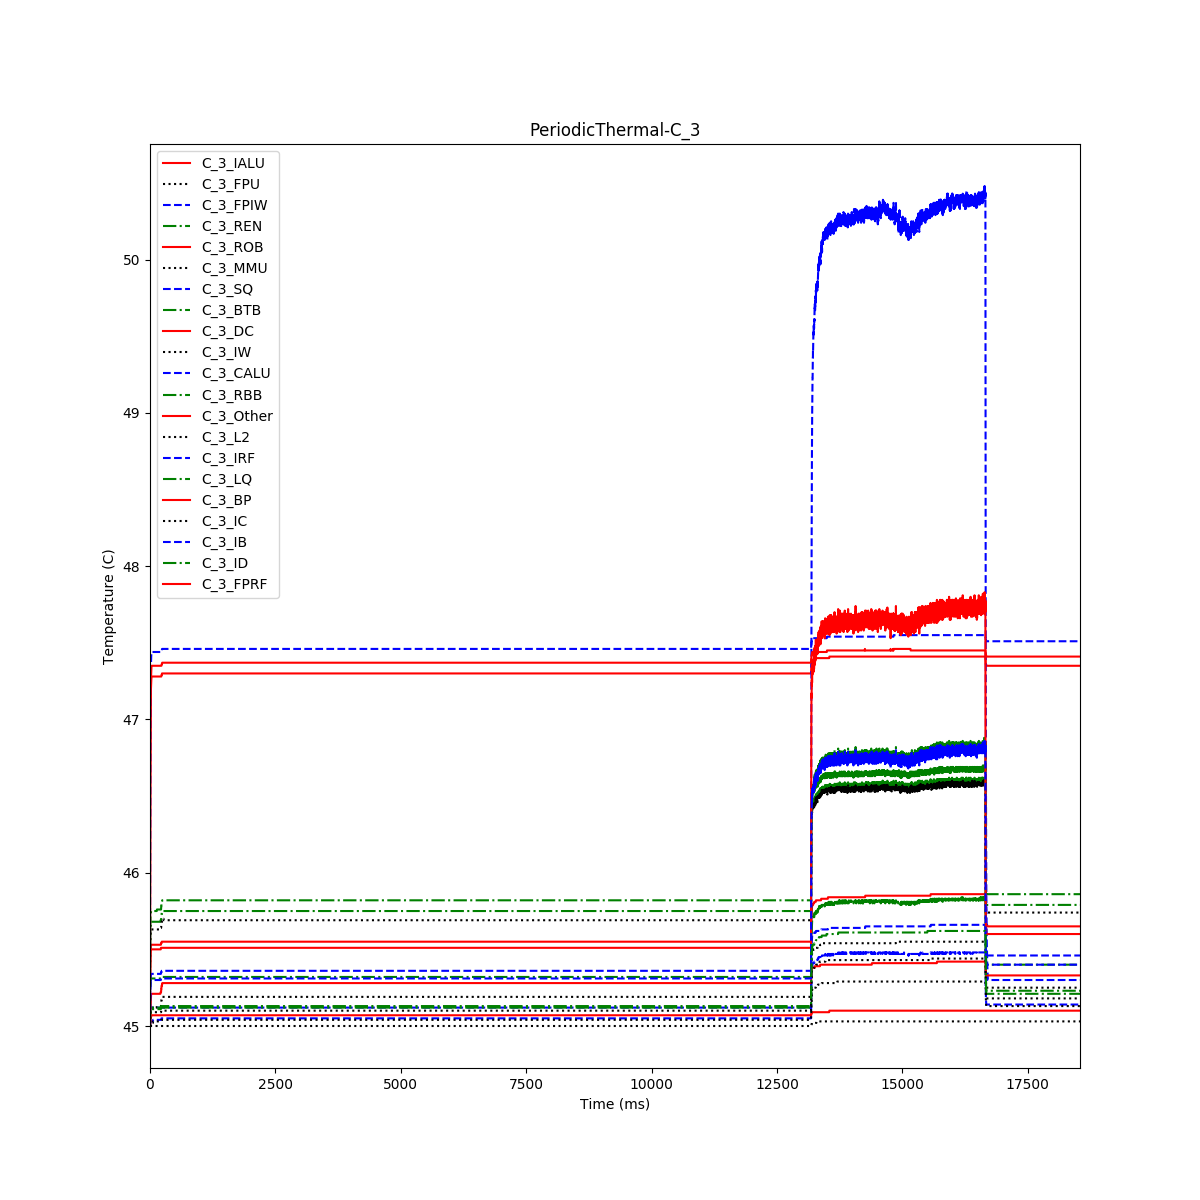 PeriodicThermal-C_3
C_3_IALU
C_3_FPU
C_3_FPIW
C_3_REN
C_3_ROB
C_3_MMU
C_3_SQ
C_3_BTB
C_3_DC
C_3_IW
C_3_CALU
C_3_RBB
C_3_Other
C_3_L2
C_3_IRF
C_3_LQ
C_3_BP
C_3_IC
C_3_IB
C_3_ID
C_3_FPRF
Temperature (C)
50
49
48
47
46
45
0 2500 5000 7500 10000 12500 15000 17500
Time (ms)